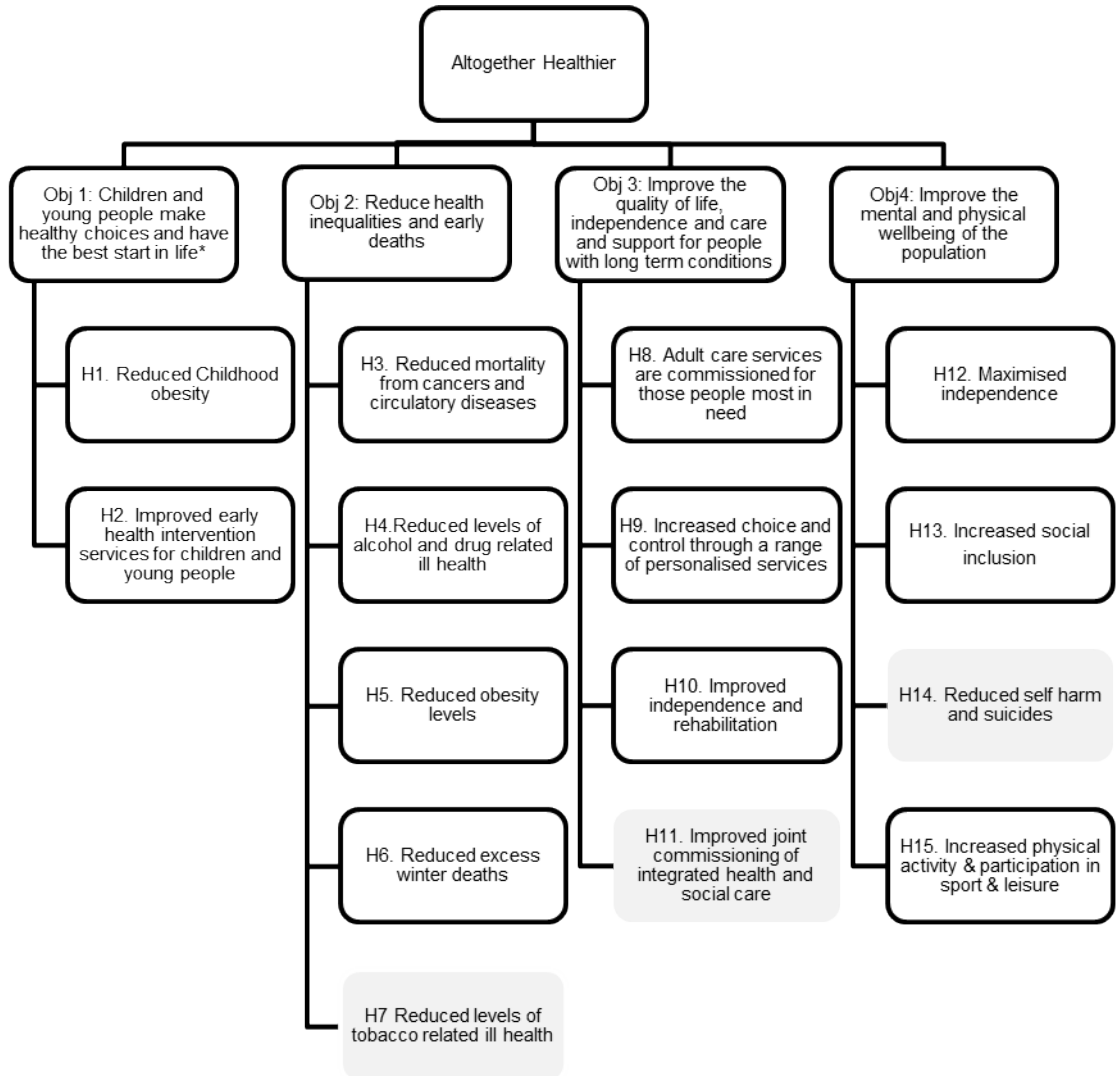 Altogether Healthier
Obj 1: Children and
young people make
healthy choices and have
the best start in life*
Obj 2: Reduce health
inequalities and early
deaths
Obj 3: Improve the
quality of life,
independence and care
and support for people
with long term conditions
Obj4: Improve the
mental and physical
wellbeing of the
population
H1. Reduced Childhood
obesity
H2. Improved early
health intervention
services for children and
young people
H3. Reduced mortality
from cancers and
circulatory diseases
H4.Reduced levels of
alcohol and drug related
ill health
H5. Reduced obesity
levels
H6. Reduced excess
winter deaths
H7 Reduced levels of
tobacco related ill health
H8. Adult care services
are commissioned for
those people most in
need
H9. Increased choice and
control through a range
of personalised services
H10. Improved
independence and
rehabilitation
H11. Improved joint
commissioning of
integrated health and
social care
H12. Maximised
independence
H13. Increased social
inclusion
H14. Reduced self harm
and suicides
H15. Increased physical
activity & participation in
sport & leisure